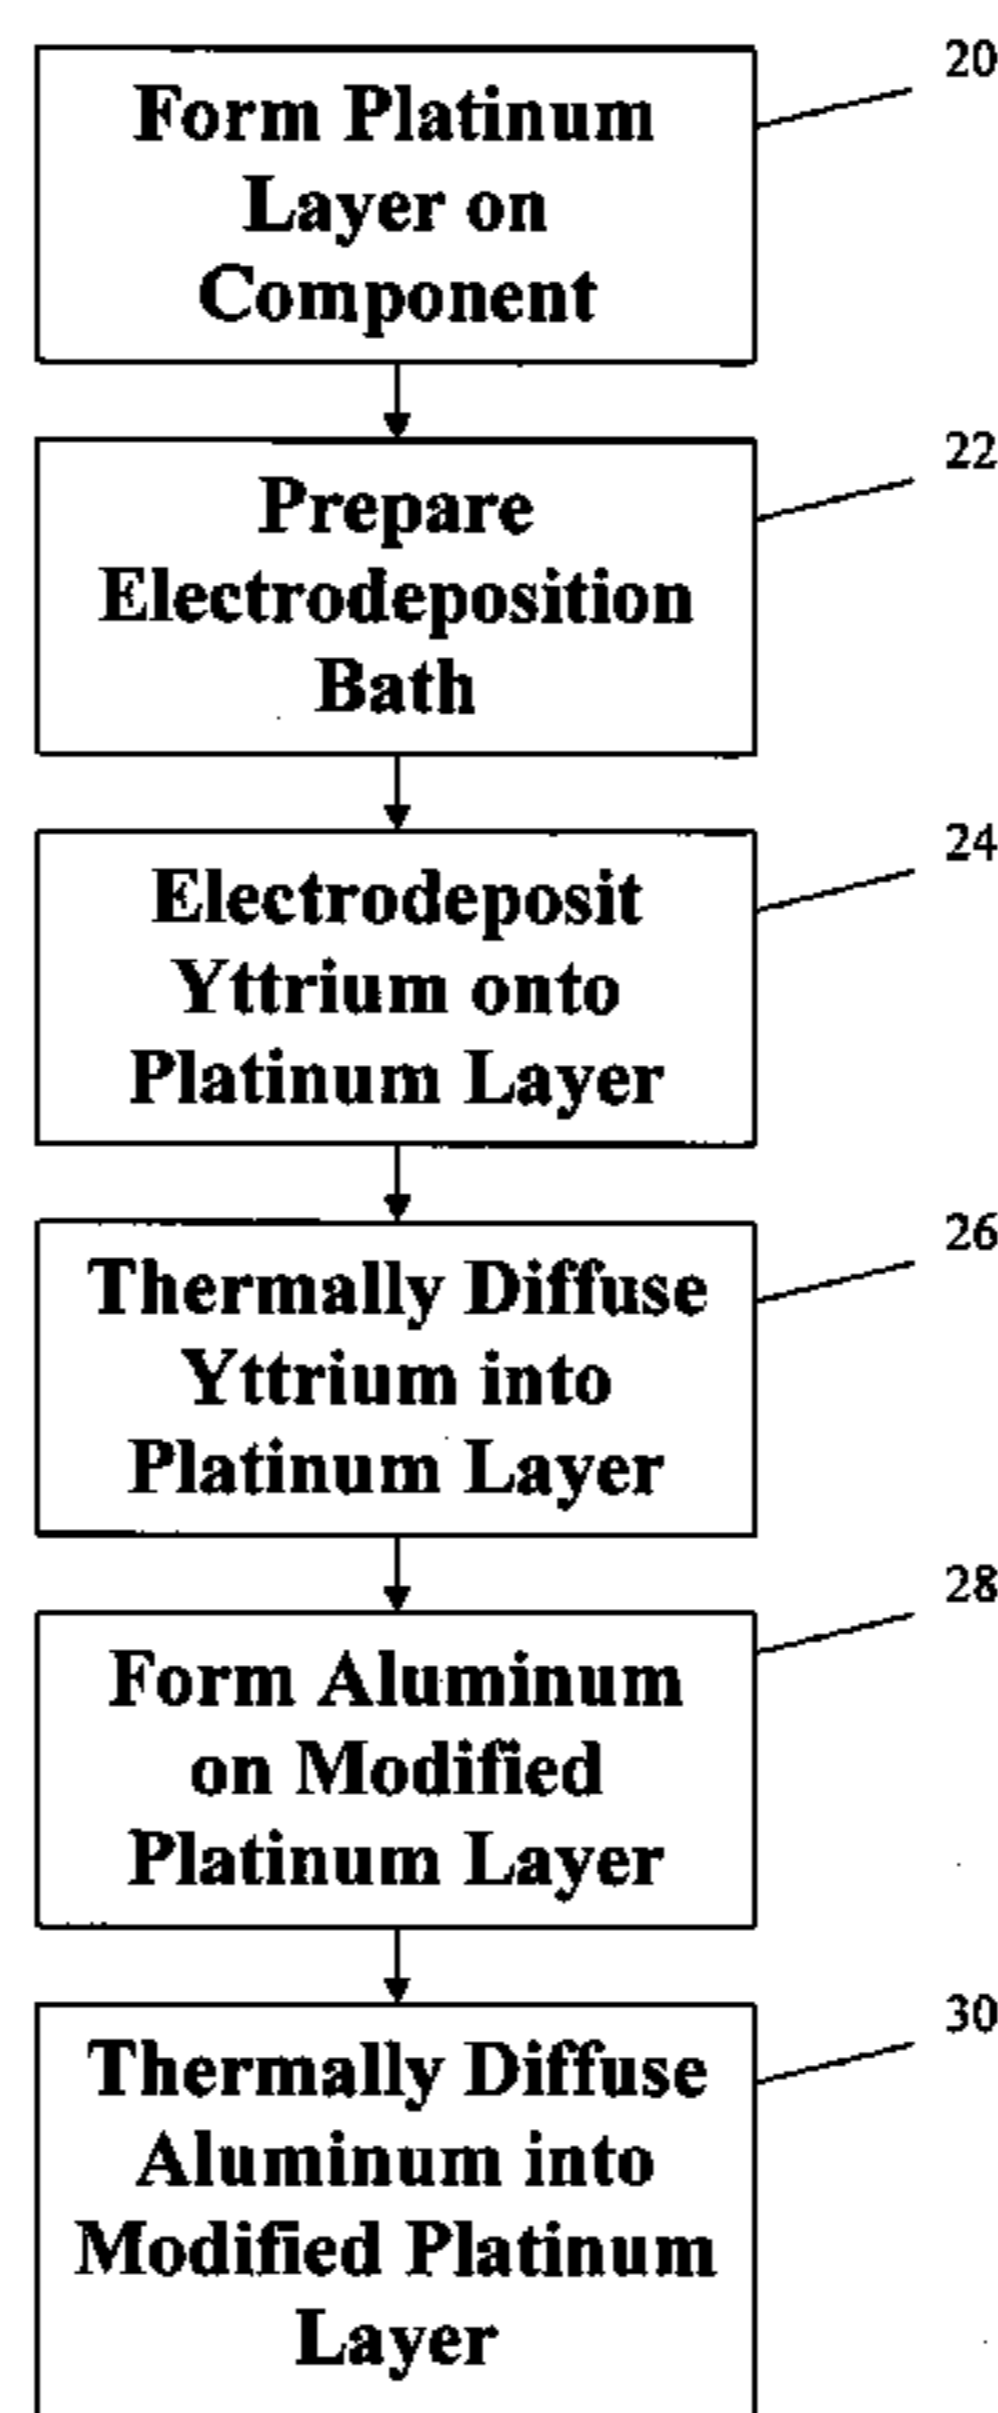 20
Form Platinum
Layer on
Component
22
Prepare
Electrodeposition
Bath
24
Electrodeposit
Yttrium onto
Platinum Layer
26
Thermally Diffuse
Yttrium into
Platinum Layer
28
Form Aluminum
on Modified
Platinum Layer
30
Thermally Diffuse
Aluminum into
Modified Platinum
Layer